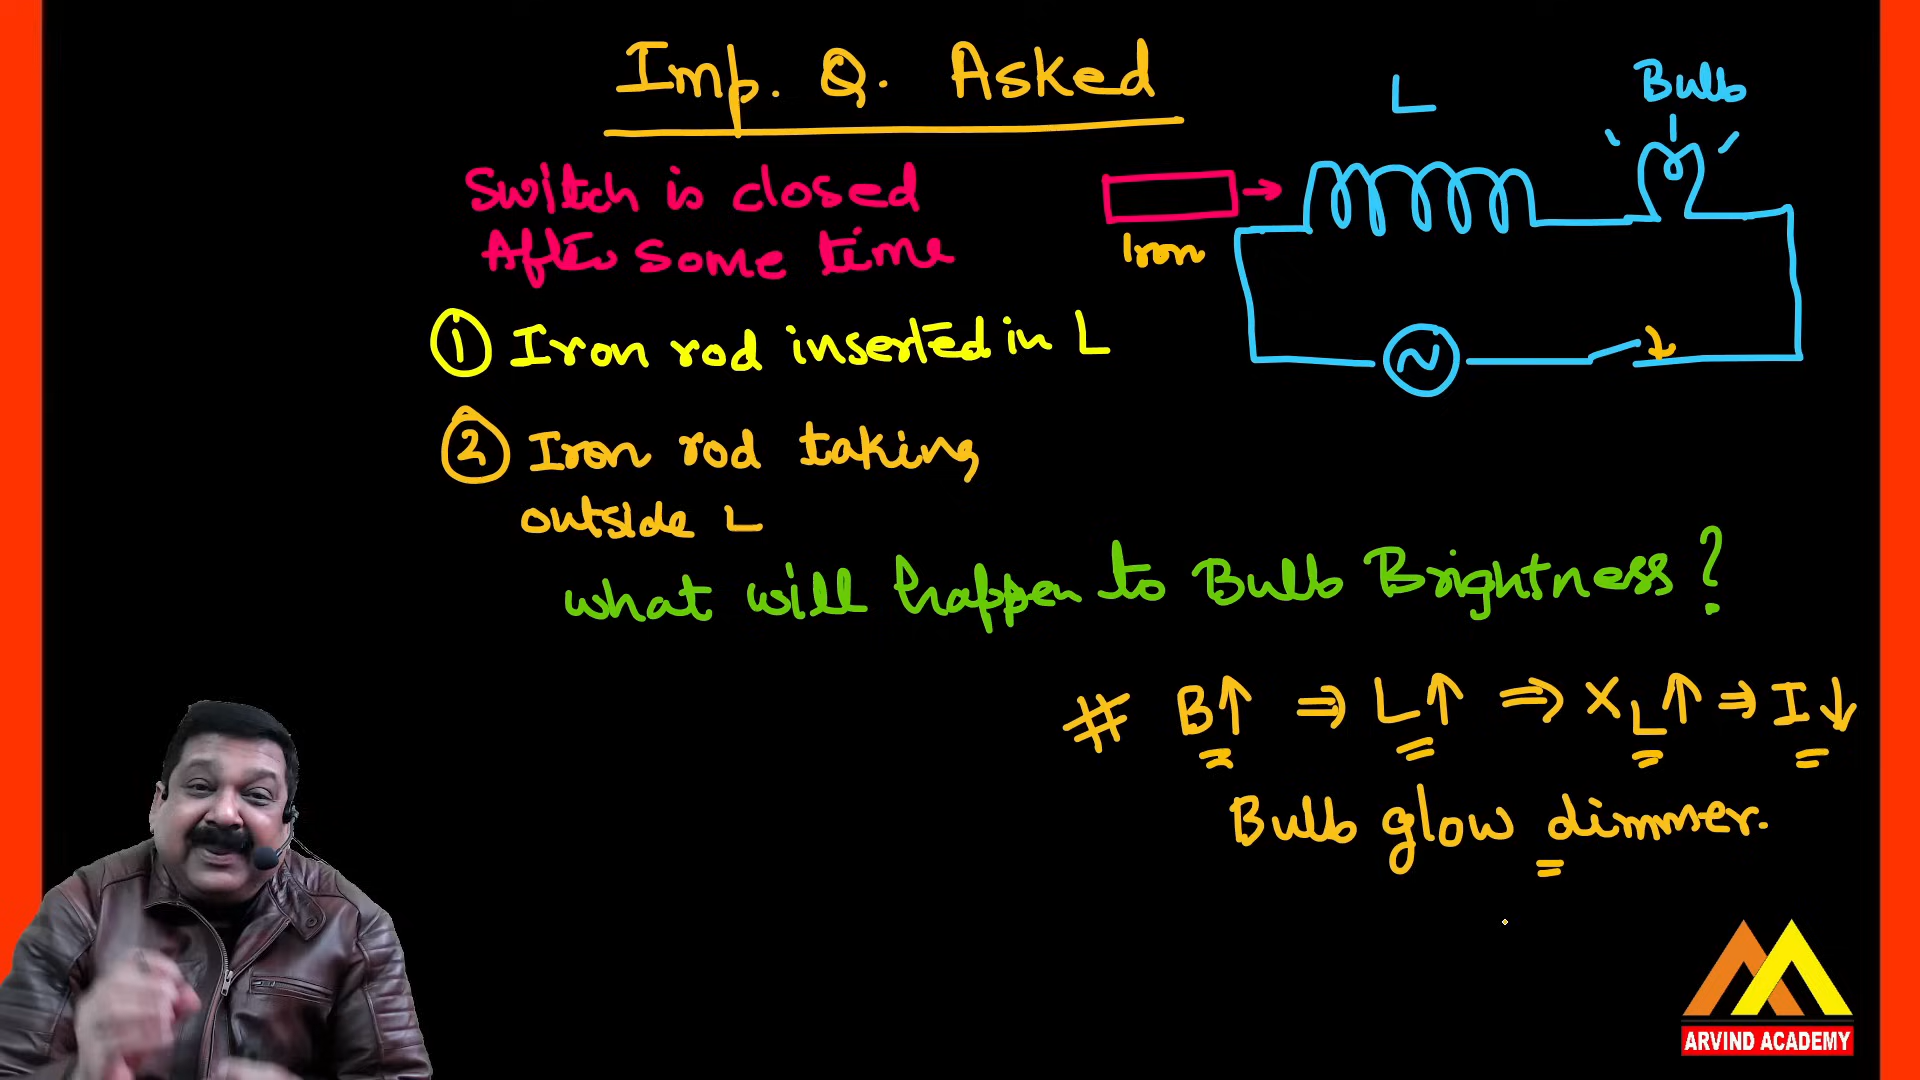 Imp. Q. Asked
Switch is closed
After some time
① Iron rod inserted in L
② Iron rod taking
outside L
what will happen to Bulb Brightness?
L
Bulb
Iron
# B↑ ⇒ L↑ ⇒ X_L↑ ⇒ I↓
Bulb glow dimmer.
ARVIND ACADEMY